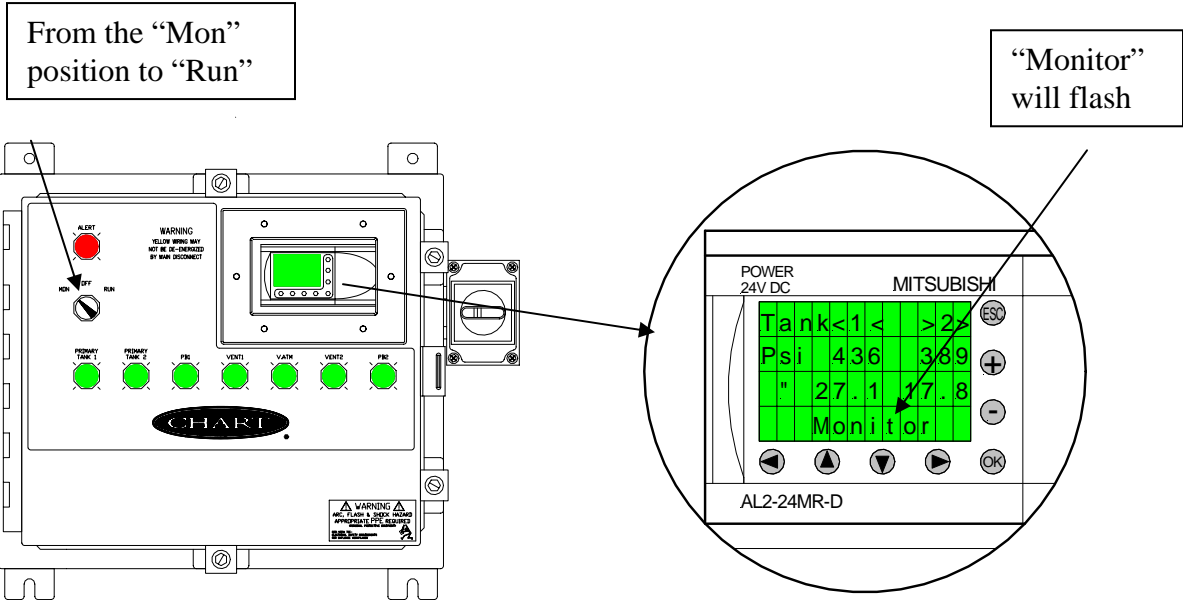 From the “Mon”
position to “Run”
“Monitor”
will flash
ALERT
WARNING
YELLOW WIRING MAY
NOT BE DE-ENERGIZED
BY MAIN DISCONNECT
OFF
MON RUN
PRIMARY
TANK 1
PRIMARY
TANK 2
PB1
VENT1
V.ATM
VENT2
PB2
CHART
WARNING
ARC, FLASH & SHOCK HAZARD
APPROPRIATE PPE REQUIRED
POWER
24V DC
MITSUBISHI
Tank<1< >2>
Psi 436 389
" 27.1 17.8
Monitor
ESC
+
-
OK
AL2-24MR-D